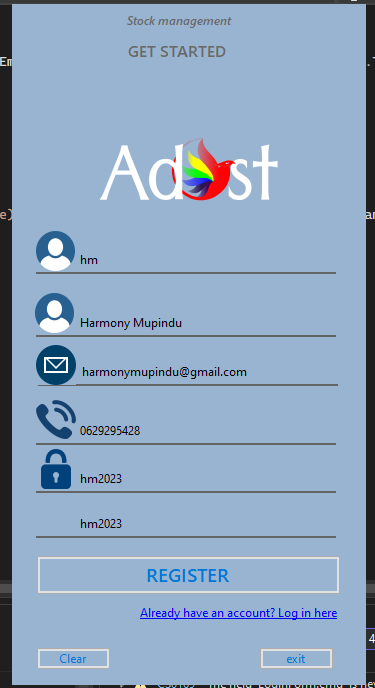 Stock management
GET STARTED
Adost
hm
Harmony Mupindu
harmonymupindu@gmail.com
0629295428
hm2023
hm2023
REGISTER
Already have an account? Log in here
Clear
exit